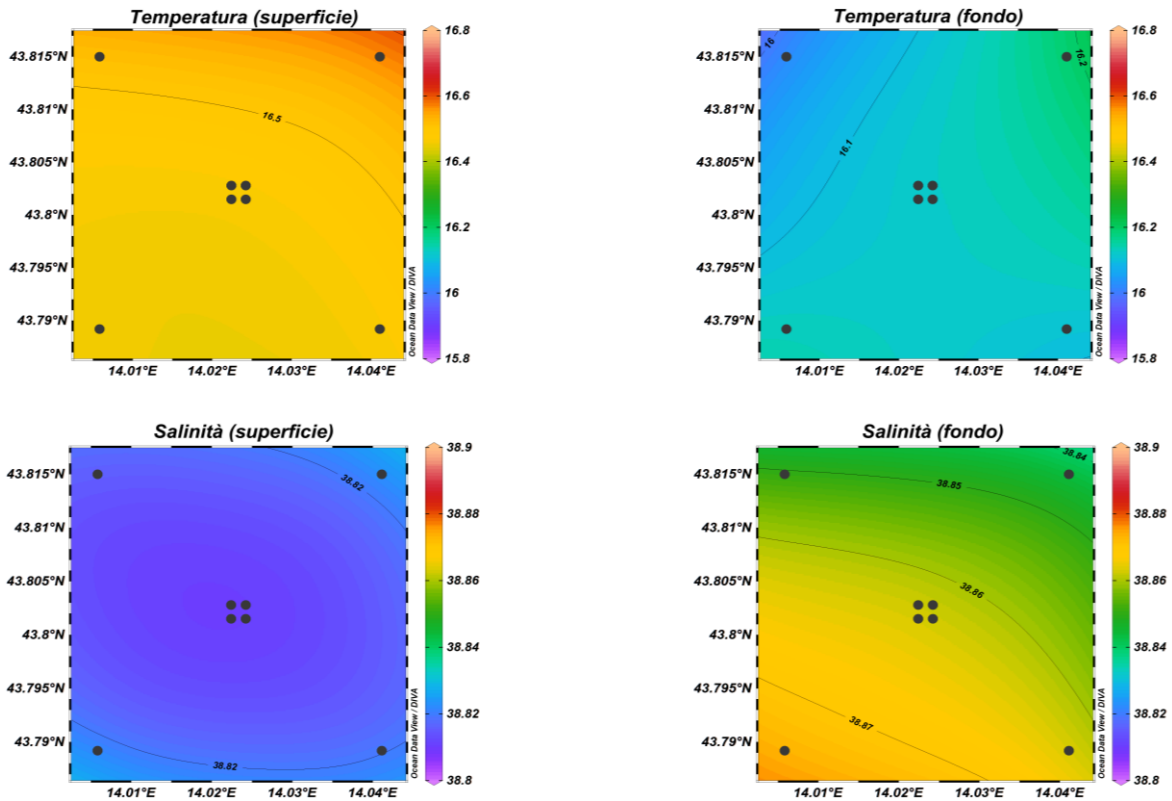 Temperatura (superficie)
43.815°N
43.81°N
43.805°N
43.8°N
43.795°N
43.79°N
14.01°E 14.02°E 14.03°E 14.04°E
16.5
Ocean Data View / DIVA
16.8
16.6
16.4
16.2
16
15.8
Temperatura (fondo)
43.815°N
43.81°N
43.805°N
43.8°N
43.795°N
43.79°N
14.01°E 14.02°E 14.03°E 14.04°E
16
16.2
16.1
Ocean Data View / DIVA
16.8
16.6
16.4
16.2
16
15.8
Salinità (superficie)
43.815°N
43.81°N
43.805°N
43.8°N
43.795°N
43.79°N
14.01°E 14.02°E 14.03°E 14.04°E
38.82
38.82
Ocean Data View / DIVA
38.9
38.88
38.86
38.84
38.82
38.8
Salinità (fondo)
43.815°N
43.81°N
43.805°N
43.8°N
43.795°N
43.79°N
14.01°E 14.02°E 14.03°E 14.04°E
38.84
38.85
38.86
38.87
Ocean Data View / DIVA
38.9
38.88
38.86
38.84
38.82
38.8